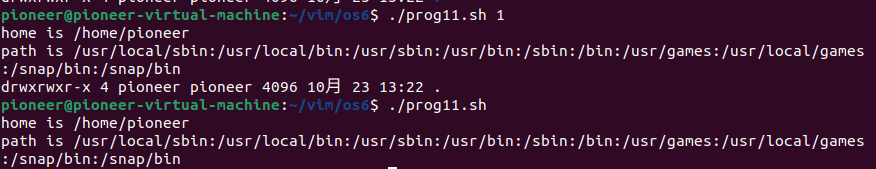 pioneer@pioneer-virtual-machine:~/vim/os6$ ./prog11.sh 1
home is /home/pioneer
path is /usr/local/sbin:/usr/local/bin:/usr/sbin:/usr/bin:/sbin:/bin:/usr/games:/usr/local/games
:/snap/bin:/snap/bin
drwxrwxr-x 4 pioneer pioneer 4096 10月 23 13:22 .
pioneer@pioneer-virtual-machine:~/vim/os6$ ./prog11.sh
home is /home/pioneer
path is /usr/local/sbin:/usr/local/bin:/usr/sbin:/usr/bin:/sbin:/bin:/usr/games:/usr/local/games
:/snap/bin:/snap/bin